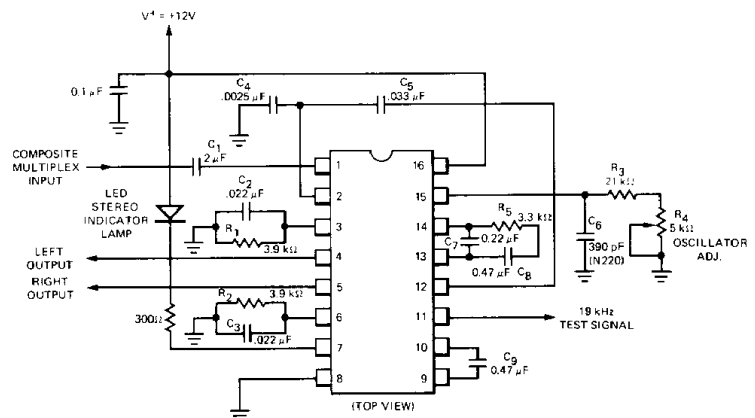 V+ = +12V
0.1 μF
C4
.0025 μF
C5
.033 μF
COMPOSITE
MULTIPLEX
INPUT
C1
2 μF
LED
STEREO
INDICATOR
LAMP
C2
.022 μF
R1
3.9 kΩ
LEFT
OUTPUT
RIGHT
OUTPUT
R2
3.9 kΩ
C3
.022 μF
300Ω
1
2
3
4
5
6
7
8
16
15
14
13
12
11
10
9
(TOP VIEW)
R3
21 kΩ
R4
5 kΩ
OSCILLATOR
ADJ.
C6
390 pF
(N220)
R5
3.3 kΩ
C7
0.22 μF
0.47 μF
C8
19 kHz
TEST SIGNAL
C9
0.47 μF